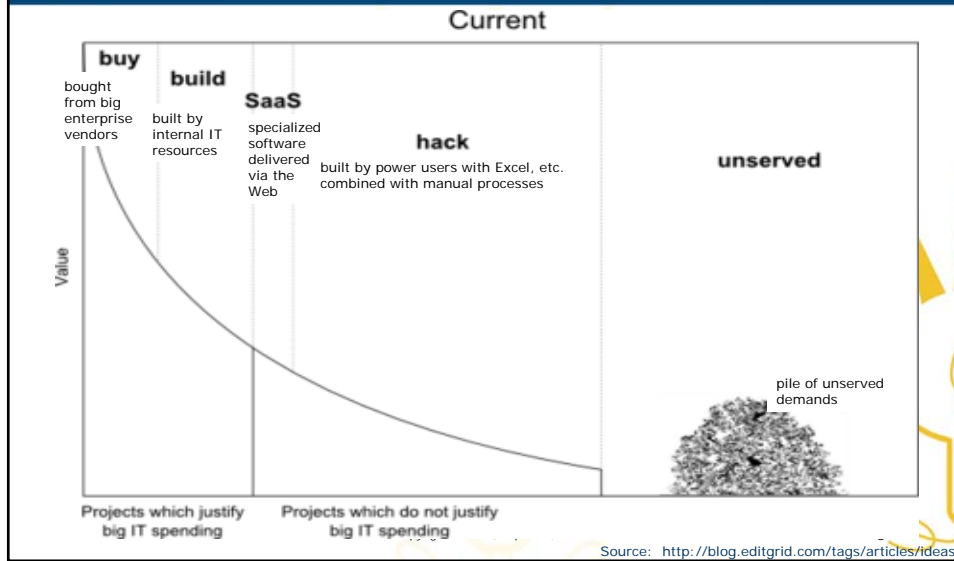 Current
buy
bought
from big
enterprise
vendors
build
built by
internal IT
resources
SaaS
specialized
software
delivered
via the
Web
hack
built by power users with Excel, etc.
combined with manual processes
unserved
Value
pile of unserved
demands
Projects which justify
big IT spending
Projects which do not justify
big IT spending
Source: http://blog.editgrid.com/tags/articles/ideas